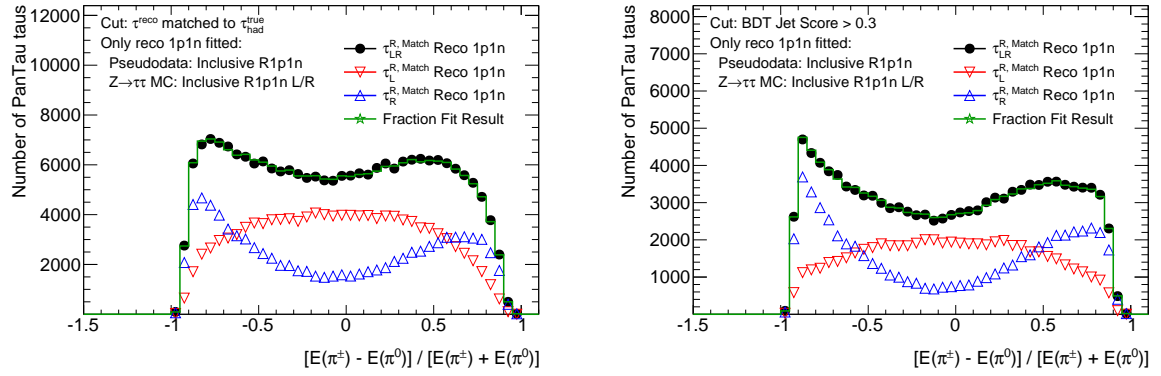 Number of PanTau taus
12000
10000
8000
6000
4000
2000
Cut: τ^reco matched to τ^true_had
Only reco 1p1n fitted:
Pseudodata: Inclusive R1p1n
Z→ττ MC: Inclusive R1p1n L/R
τ^R, Match_LR Reco 1p1n
τ^R, Match_L Reco 1p1n
τ^R, Match_R Reco 1p1n
Fraction Fit Result
-1.5 -1 -0.5 0 0.5 1
[E(π^±) - E(π^0)] / [E(π^±) + E(π^0)]
Number of PanTau taus
8000
7000
6000
5000
4000
3000
2000
1000
Cut: BDT Jet Score > 0.3
Only reco 1p1n fitted:
Pseudodata: Inclusive R1p1n
Z→ττ MC: Inclusive R1p1n L/R
τ^R, Match_LR Reco 1p1n
τ^R, Match_L Reco 1p1n
τ^R, Match_R Reco 1p1n
Fraction Fit Result
-1.5 -1 -0.5 0 0.5 1
[E(π^±) - E(π^0)] / [E(π^±) + E(π^0)]